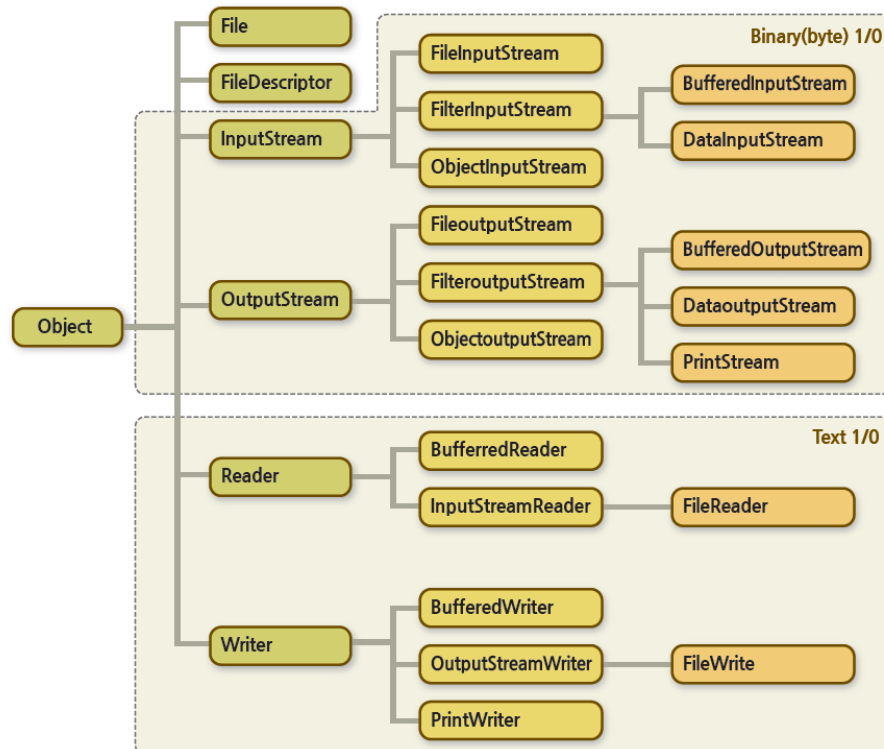 File
FileDescriptor
Binary(byte) 1/0
InputStream
FileInputStream
FilterInputStream
ObjectInputStream
BufferedInputStream
DataInputStream
OutputStream
FileoutputStream
FilteroutputStream
ObjectoutputStream
BufferedOutputStream
DataoutputStream
PrintStream
Object
Text 1/0
Reader
BufferredReader
InputStreamReader
FileReader
Writer
BufferedWriter
OutputStreamWriter
FileWrite
PrintWriter